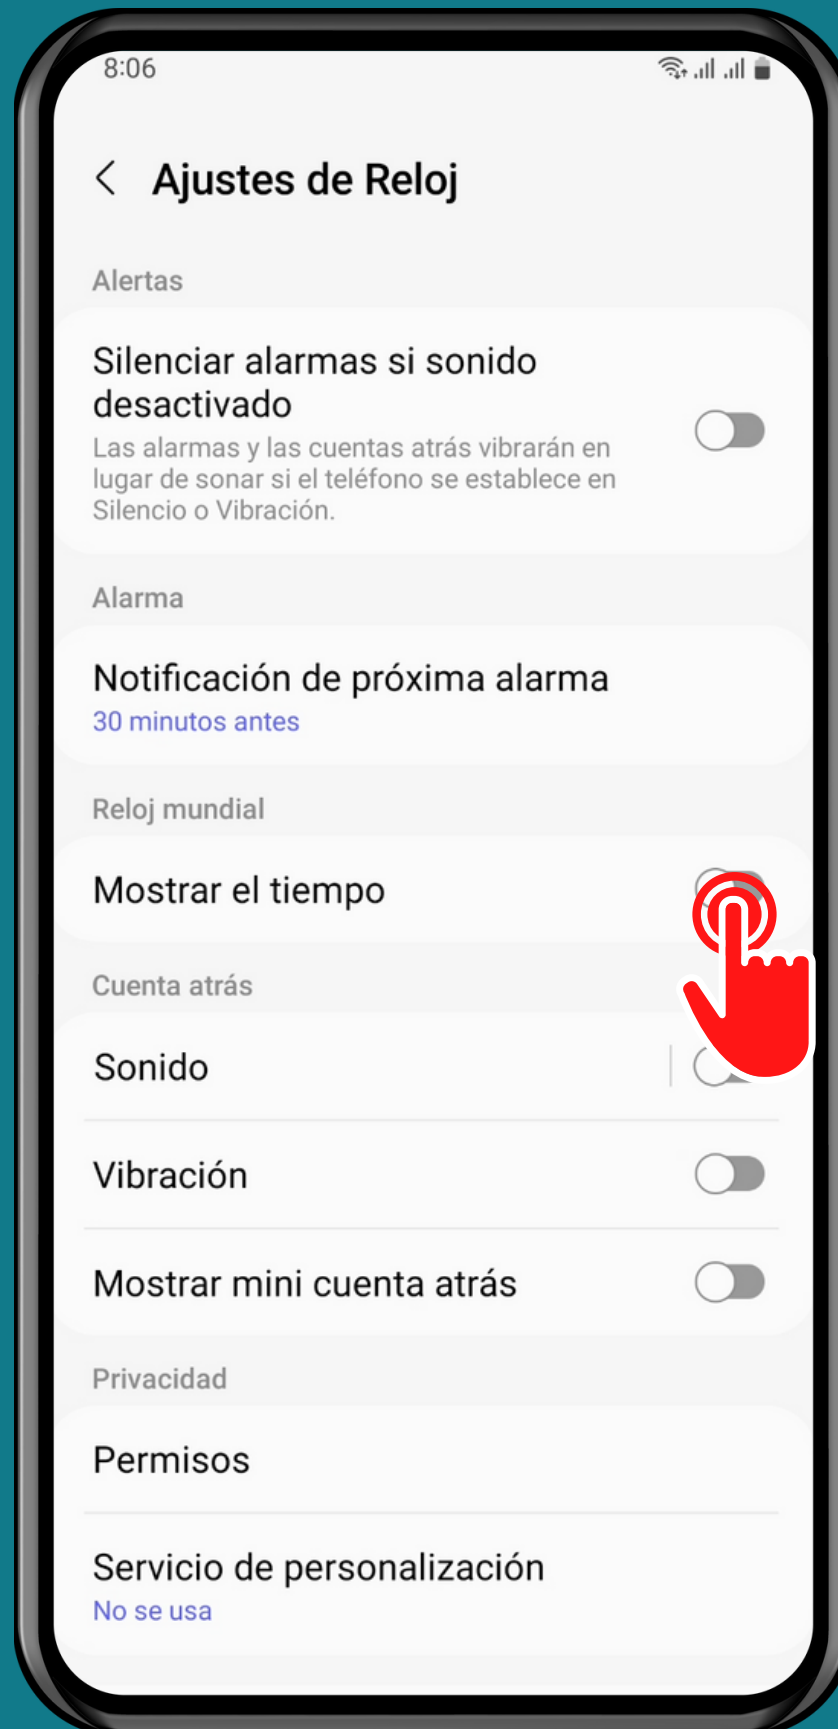 8:06
Ajustes de Reloj
Alertas
Silenciar alarmas si sonido
desactivado
Las alarmas y las cuentas atrás vibrarán en
lugar de sonar si el teléfono se establece en
Silencio o Vibración.
Alarma
Notificación de próxima alarma
30 minutos antes
Reloj mundial
Mostrar el tiempo
Cuenta atrás
Sonido
Vibración
Mostrar mini cuenta atrás
Privacidad
Permisos
Servicio de personalización
No se usa